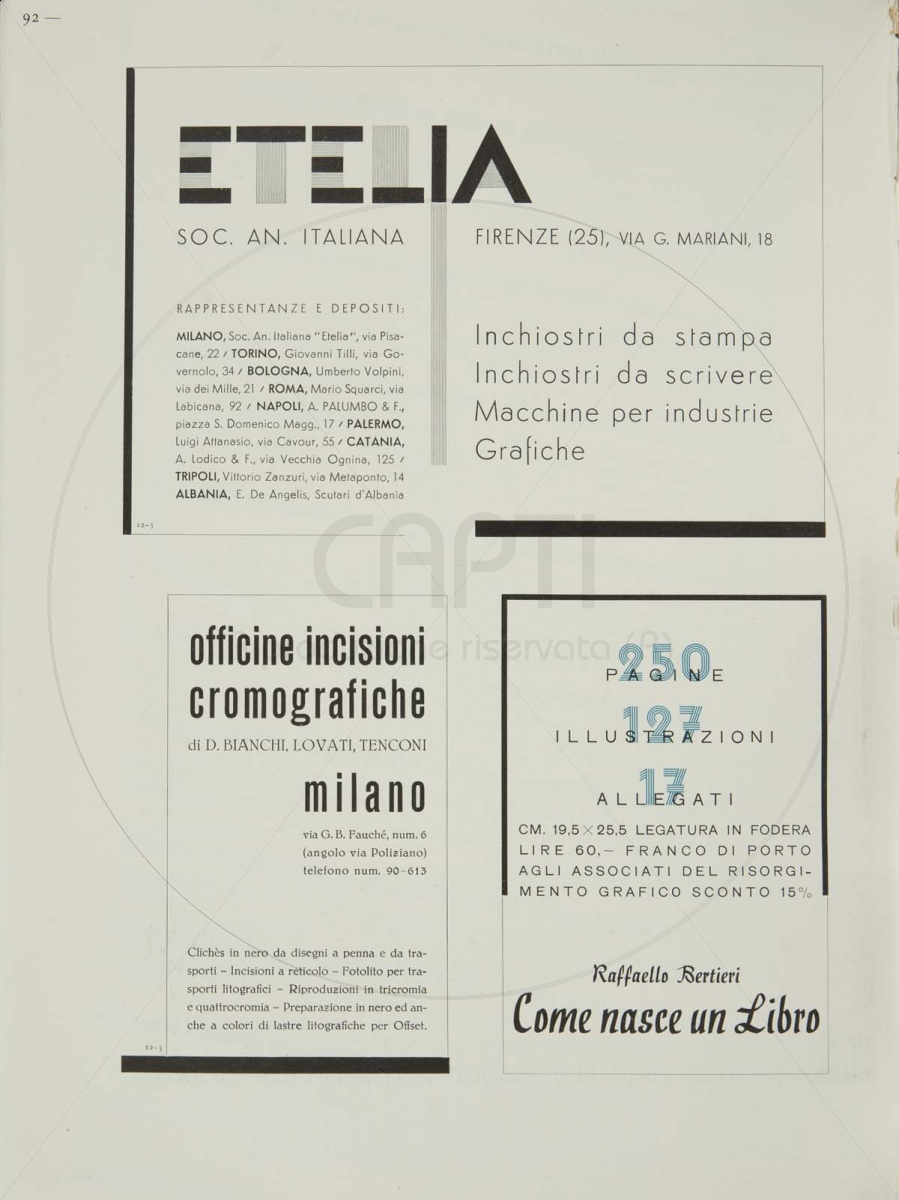 92 —
ETELIA
SOC. AN. ITALIANA
FIRENZE (25), VIA G. MARIANI, 18
RAPPRESENTANZE E DEPOSITI:
MILANO, Soc. An. Italiana "Etelia", via Pisa-
cane, 22 / TORINO, Giovanni Tilli, via Go-
vernolo, 34 / BOLOGNA, Umberto Volpini,
via dei Mille, 21 / ROMA, Mario Squarci, via
Labicana, 92 / NAPOLI, A. PALUMBO & F.,
piazza S. Domenico Magg., 17 / PALERMO,
Luigi Attanasio, via Cavour, 55 / CATANIA,
A. Lodico & F., via Vecchia Ognina, 125 /
TRIPOLI, Vittorio Zanzuri, via Metaponto, 14
ALBANIA, E. De Angelis, Scutari d'Albania
Inchiostri da stampa
Inchiostri da scrivere
Macchine per industrie
Grafiche
12-5
CAPTI
riservata (?)
officine incisioni
cromografiche
di D. BIANCHI, LOVATI, TENCONI
milano
via G. B. Fauché, num. 6
(angolo via Poliziano)
telefono num. 90-613
Clichès in nero da disegni a penna e da tra-
sporti – Incisioni a reticolo – Fotolito per tra-
sporti litografici – Riproduzioni in tricromia
e quattrocromia – Preparazione in nero ed an-
che a colori di lastre litografiche per Offset.
12-5
250
PAGINE
127
ILLUSTRAZIONI
17
ALLEGATI
CM. 19,5×25,5 LEGATURA IN FODERA
LIRE 60,– FRANCO DI PORTO
AGLI ASSOCIATI DEL RISORGI-
MENTO GRAFICO SCONTO 15%
Raffaello Bertieri
Come nasce un Libro